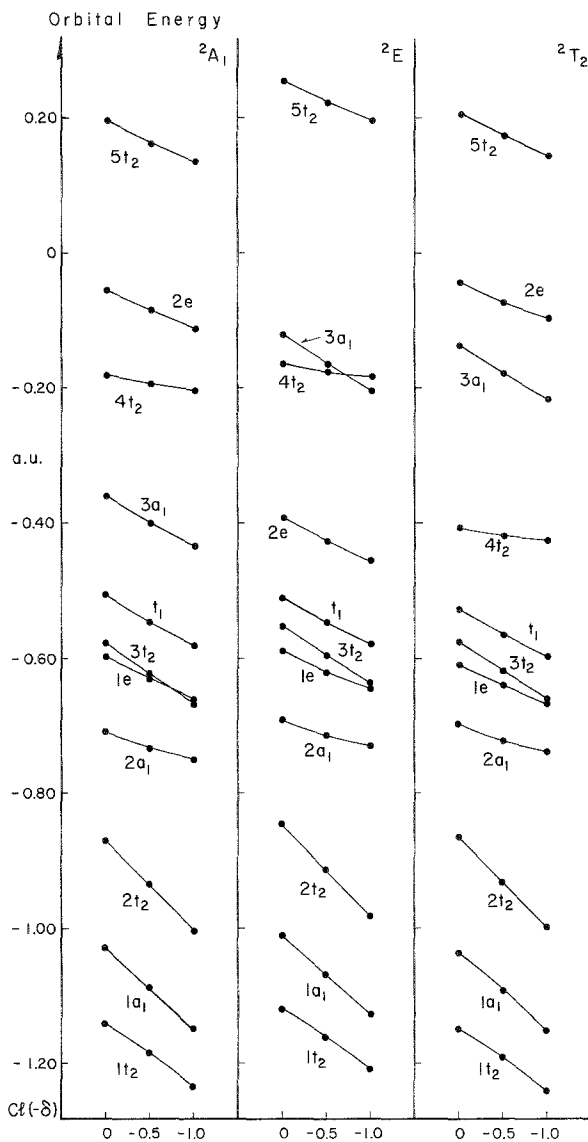 Orbital Energy
²A₁ ²E ²T₂
0.20
0
-0.20
a.u.
-0.40
-0.60
-0.80
-1.00
-1.20
Cℓ(-δ)
5t₂
2e
4t₂
3a₁
t₁
3t₂
1e
2a₁
2t₂
1a₁
1t₂
5t₂
3a₁
4t₂
2e
t₁
3t₂
1e
2a₁
2t₂
1a₁
1t₂
5t₂
2e
3a₁
4t₂
t₁
3t₂
1e
2a₁
2t₂
1a₁
1t₂
0 -0.5 -1.0 0 -0.5 -1.0 0 -0.5 -1.0